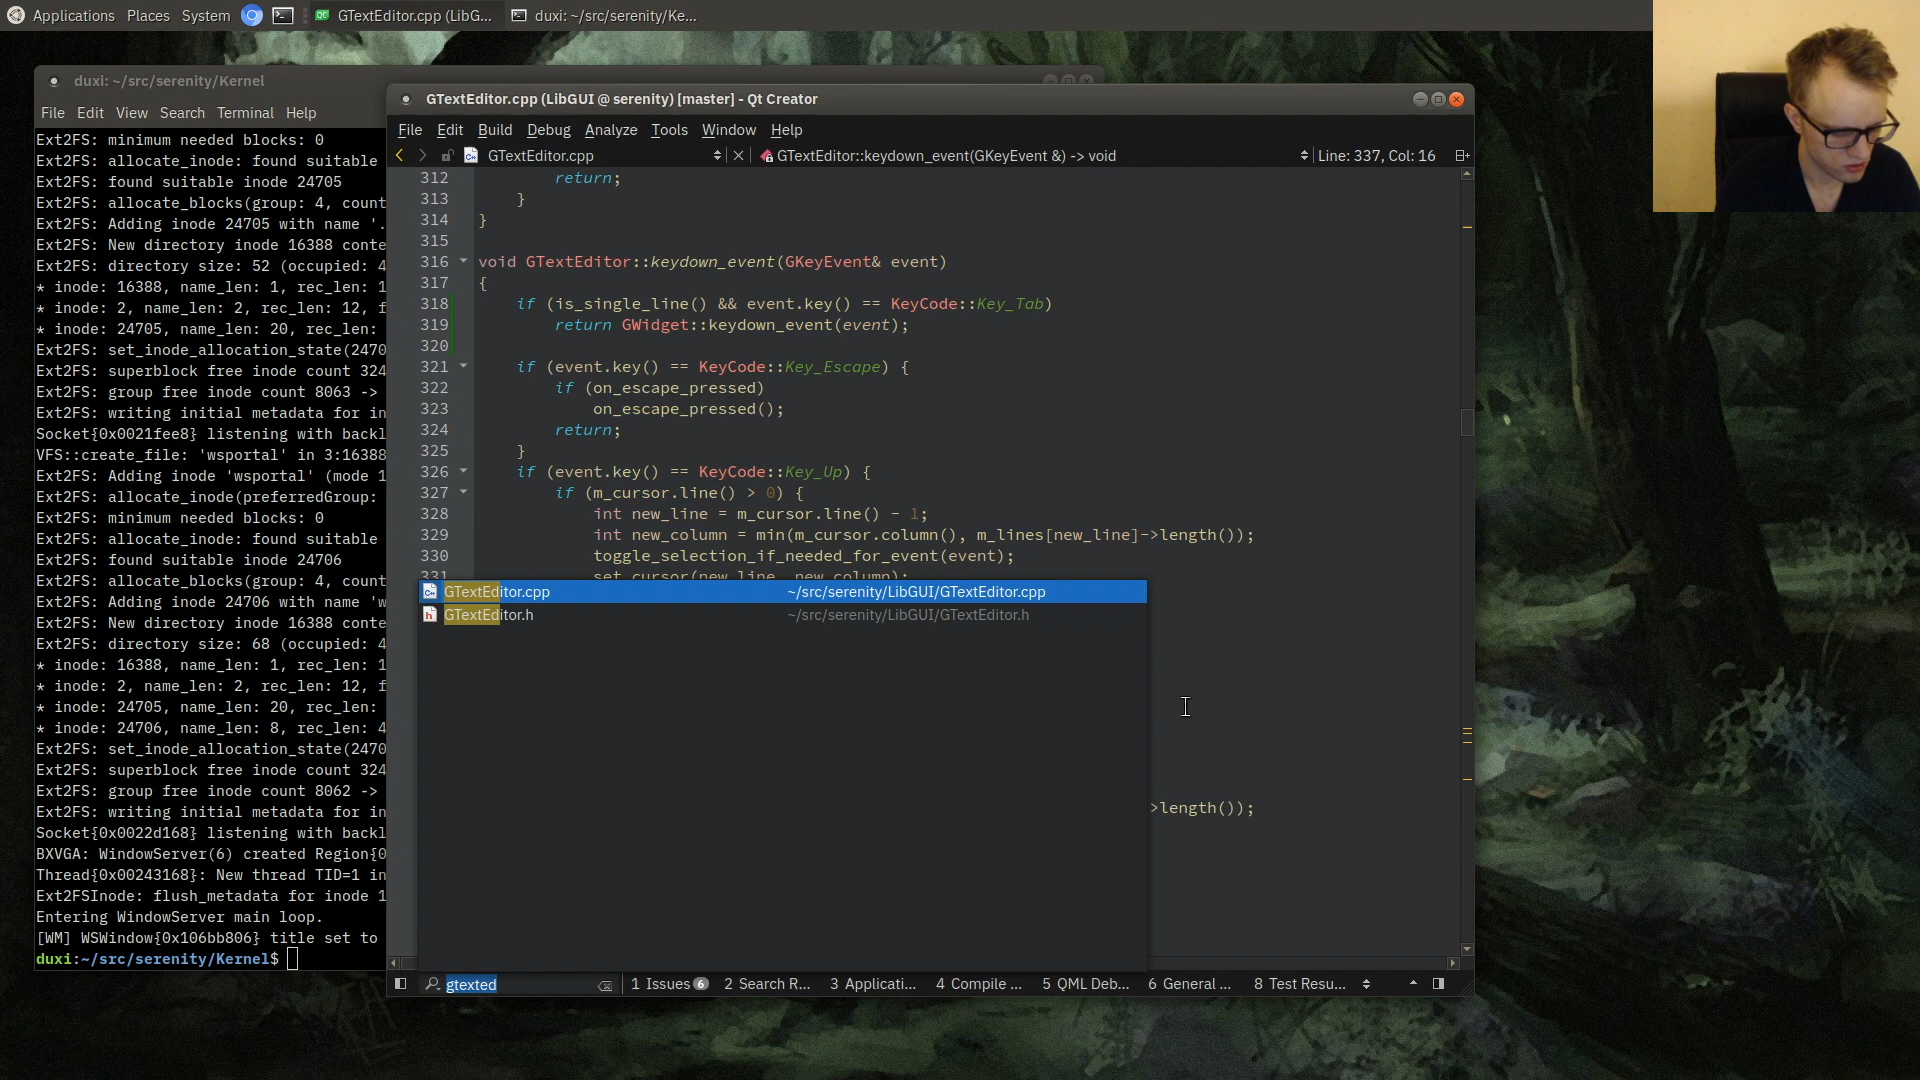 Applications Places System GTextEditor.cpp (LibG... duxi: ~/src/serenity/Ke...
duxi: ~/src/serenity/Kernel
File Edit View Search Terminal Help
Ext2FS: minimum needed blocks: 0
Ext2FS: allocate_inode: found suitable
Ext2FS: found suitable inode 24705
Ext2FS: allocate_blocks(group: 4, count
Ext2FS: Adding inode 24705 with name '.
Ext2FS: New directory inode 16388 conte
Ext2FS: directory size: 52 (occupied: 4
* inode: 16388, name_len: 1, rec_len: 1
* inode: 2, name_len: 2, rec_len: 12, f
* inode: 24705, name_len: 20, rec_len:
Ext2FS: set_inode_allocation_state(2470
Ext2FS: superblock free inode count 324
Ext2FS: group free inode count 8063 ->
Ext2FS: writing initial metadata for in
Socket{0x0021fee8} listening with backl
VFS::create_file: 'wsportal' in 3:16388
Ext2FS: Adding inode 'wsportal' (mode 1
Ext2FS: allocate_inode(preferredGroup:
Ext2FS: minimum needed blocks: 0
Ext2FS: allocate_inode: found suitable
Ext2FS: found suitable inode 24706
Ext2FS: allocate_blocks(group: 4, count
Ext2FS: Adding inode 24706 with name 'w
Ext2FS: New directory inode 16388 conte
Ext2FS: directory size: 68 (occupied: 4
* inode: 16388, name_len: 1, rec_len: 1
* inode: 2, name_len: 2, rec_len: 12, f
* inode: 24705, name_len: 20, rec_len:
* inode: 24706, name_len: 8, rec_len: 4
Ext2FS: set_inode_allocation_state(2470
Ext2FS: superblock free inode count 324
Ext2FS: group free inode count 8062 ->
Ext2FS: writing initial metadata for in
Socket{0x0022d168} listening with backl
BXVGA: WindowServer(6) created Region{0
Thread{0x00243168}: New thread TID=1 in
Ext2FSInode: flush_metadata for inode 1
Entering WindowServer main loop.
[WM] WSWindow{0x106bb806} title set to
duxi:~/src/serenity/Kernel$
GTextEditor.cpp (LibGUI @ serenity) [master] - Qt Creator
File Edit Build Debug Analyze Tools Window Help
GTextEditor.cpp GTextEditor::keydown_event(GKeyEvent &) -> void Line: 337, Col: 16
312 return;
313 }
314 }
315
316 void GTextEditor::keydown_event(GKeyEvent& event)
317 {
318 if (is_single_line() && event.key() == KeyCode::Key_Tab)
319 return GWidget::keydown_event(event);
320
321 if (event.key() == KeyCode::Key_Escape) {
322 if (on_escape_pressed)
323 on_escape_pressed();
324 return;
325 }
326 if (event.key() == KeyCode::Key_Up) {
327 if (m_cursor.line() > 0) {
328 int new_line = m_cursor.line() - 1;
329 int new_column = min(m_cursor.column(), m_lines[new_line]->length());
330 toggle_selection_if_needed_for_event(event);
331 set_cursor(new_line, new_column);
GTextEditor.cpp ~/src/serenity/LibGUI/GTextEditor.cpp
GTextEditor.h ~/src/serenity/LibGUI/GTextEditor.h
>length());
gtexted 1 Issues 6 2 Search R... 3 Applicati... 4 Compile ... 5 QML Deb... 6 General ... 8 Test Resu...